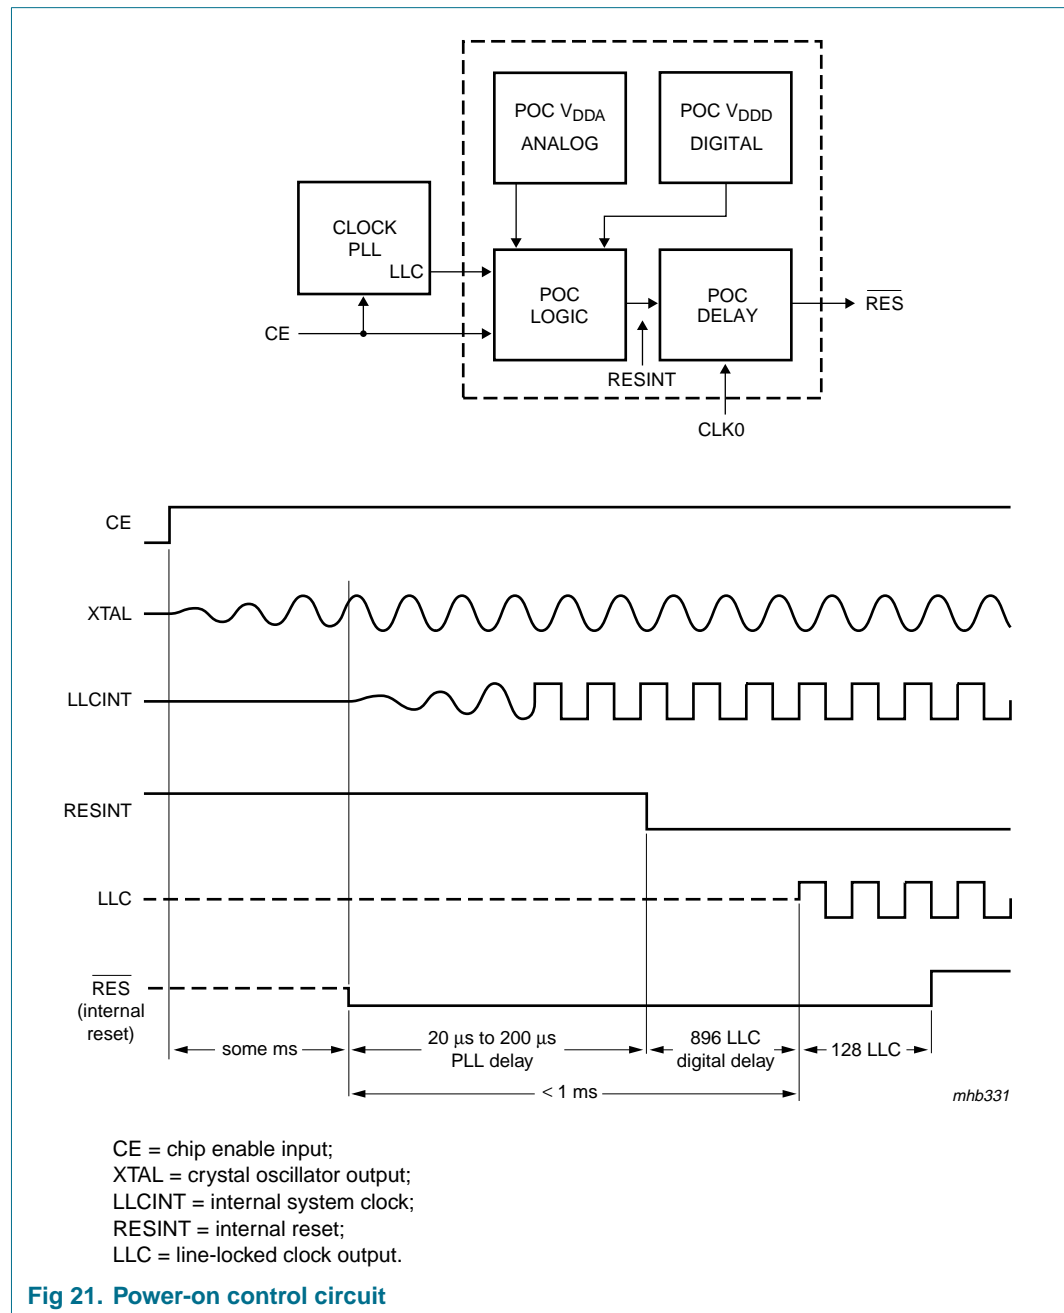 POC VDDA
ANALOG
POC VDDD
DIGITAL
CLOCK
PLL
LLC
POC
LOGIC
POC
DELAY
RES
CE
RESINT
CLK0
CE
XTAL
LLCINT
RESINT
LLC
RES
(internal
reset)
some ms
20 μs to 200 μs
PLL delay
896 LLC
digital delay
128 LLC
< 1 ms
mhb331
CE = chip enable input;
XTAL = crystal oscillator output;
LLCINT = internal system clock;
RESINT = internal reset;
LLC = line-locked clock output.
Fig 21. Power-on control circuit